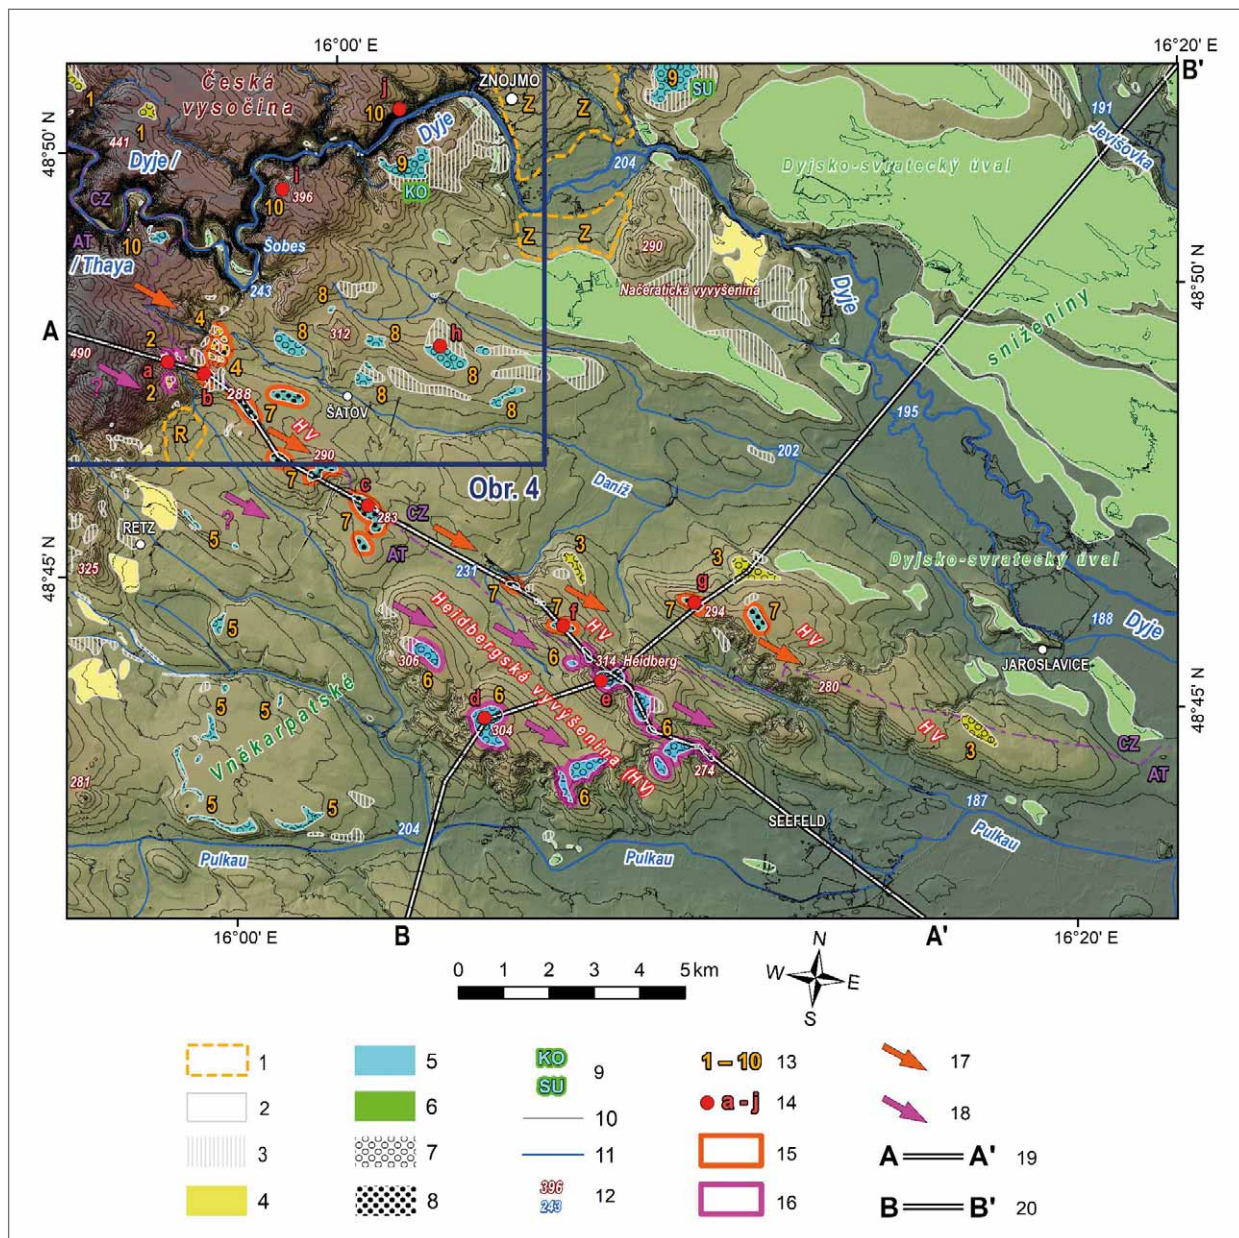 16°00' E
16°20' E
B'
48°50' N
48°50' N
48°45' N
48°45' N
Česká
vysočina
j
ZNOJMO
9
SU
191
Jevišovka
1
10
Z
Z
1
441
Dyje /
Dyje
204
Dyjsko-svratecký úval
9
KO
i
396
CZ
10
AT
10
Šobes
Z
Z
290
/ Thaya
243
Načeratická vyvýšenina
Dyje
sníženiny
A
8
4
8
312
8
h
490
2
a
4
8
?
2
b
288
8
8
ŠATOV
7
R
HV
195
290
202
7
Obr. 4
c
Daníž
RETZ
?
5
283
CZ
7
AT
325
3
3
Dyjsko-svratecký úval
231
7
g
7
7
f
294
7
188
5
Heidbergská vyvýšenina (HV)
HV
HV
Dyje
306
6
6
314 Heidberg
JAROSLAVICE
e
280
d
6
5
5
304
6
HV
3
CZ
Vněkarpatské
274
AT
281
6
5
5
204
187
SEEFELD
Pulkau
Pulkau
Pulkau
16°00' E
B
A'
16°20' E
0 1 2 3 4 5 km
N
W E
S
1
5
KO
SU
9
1 – 10 13
17
2
6
10
a - j 14
18
3
7
11
15
A A' 19
4
8
396
243
12
16
B B' 20